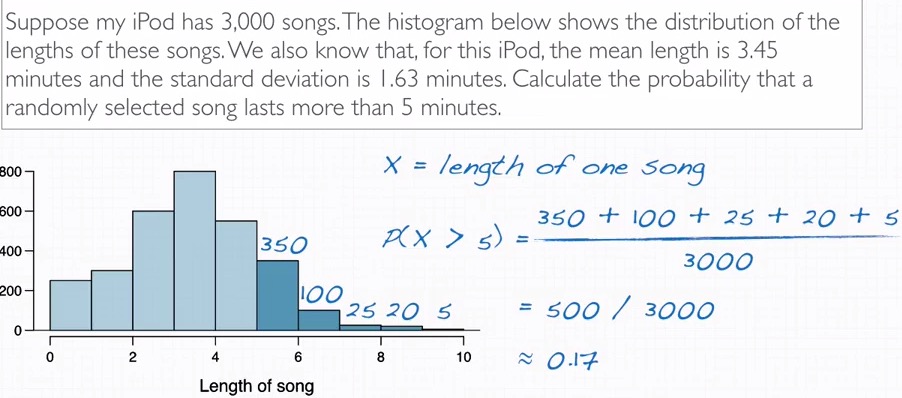 Suppose my iPod has 3,000 songs. The histogram below shows the distribution of the
lengths of these songs. We also know that, for this iPod, the mean length is 3.45
minutes and the standard deviation is 1.63 minutes. Calculate the probability that a
randomly selected song lasts more than 5 minutes.
X = length of one song
P(X > 5) = 350 + 100 + 25 + 20 + 5
3000
= 500 / 3000
≈ 0.17
800
600
400
200
0
350
100
25 20 5
0 2 4 6 8 10
Length of song